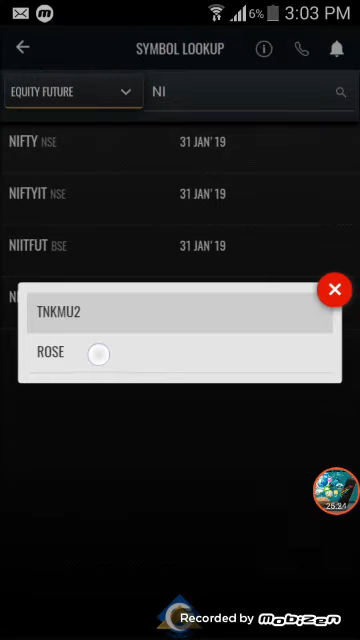 6% 3:03 PM
SYMBOL LOOKUP
EQUITY FUTURE NI
NIFTY NSE 31 JAN' 19
NIFTYIT NSE 31 JAN' 19
NIITFUT BSE 31 JAN' 19
TNKMU2
ROSE
25:24
Recorded by mobizen